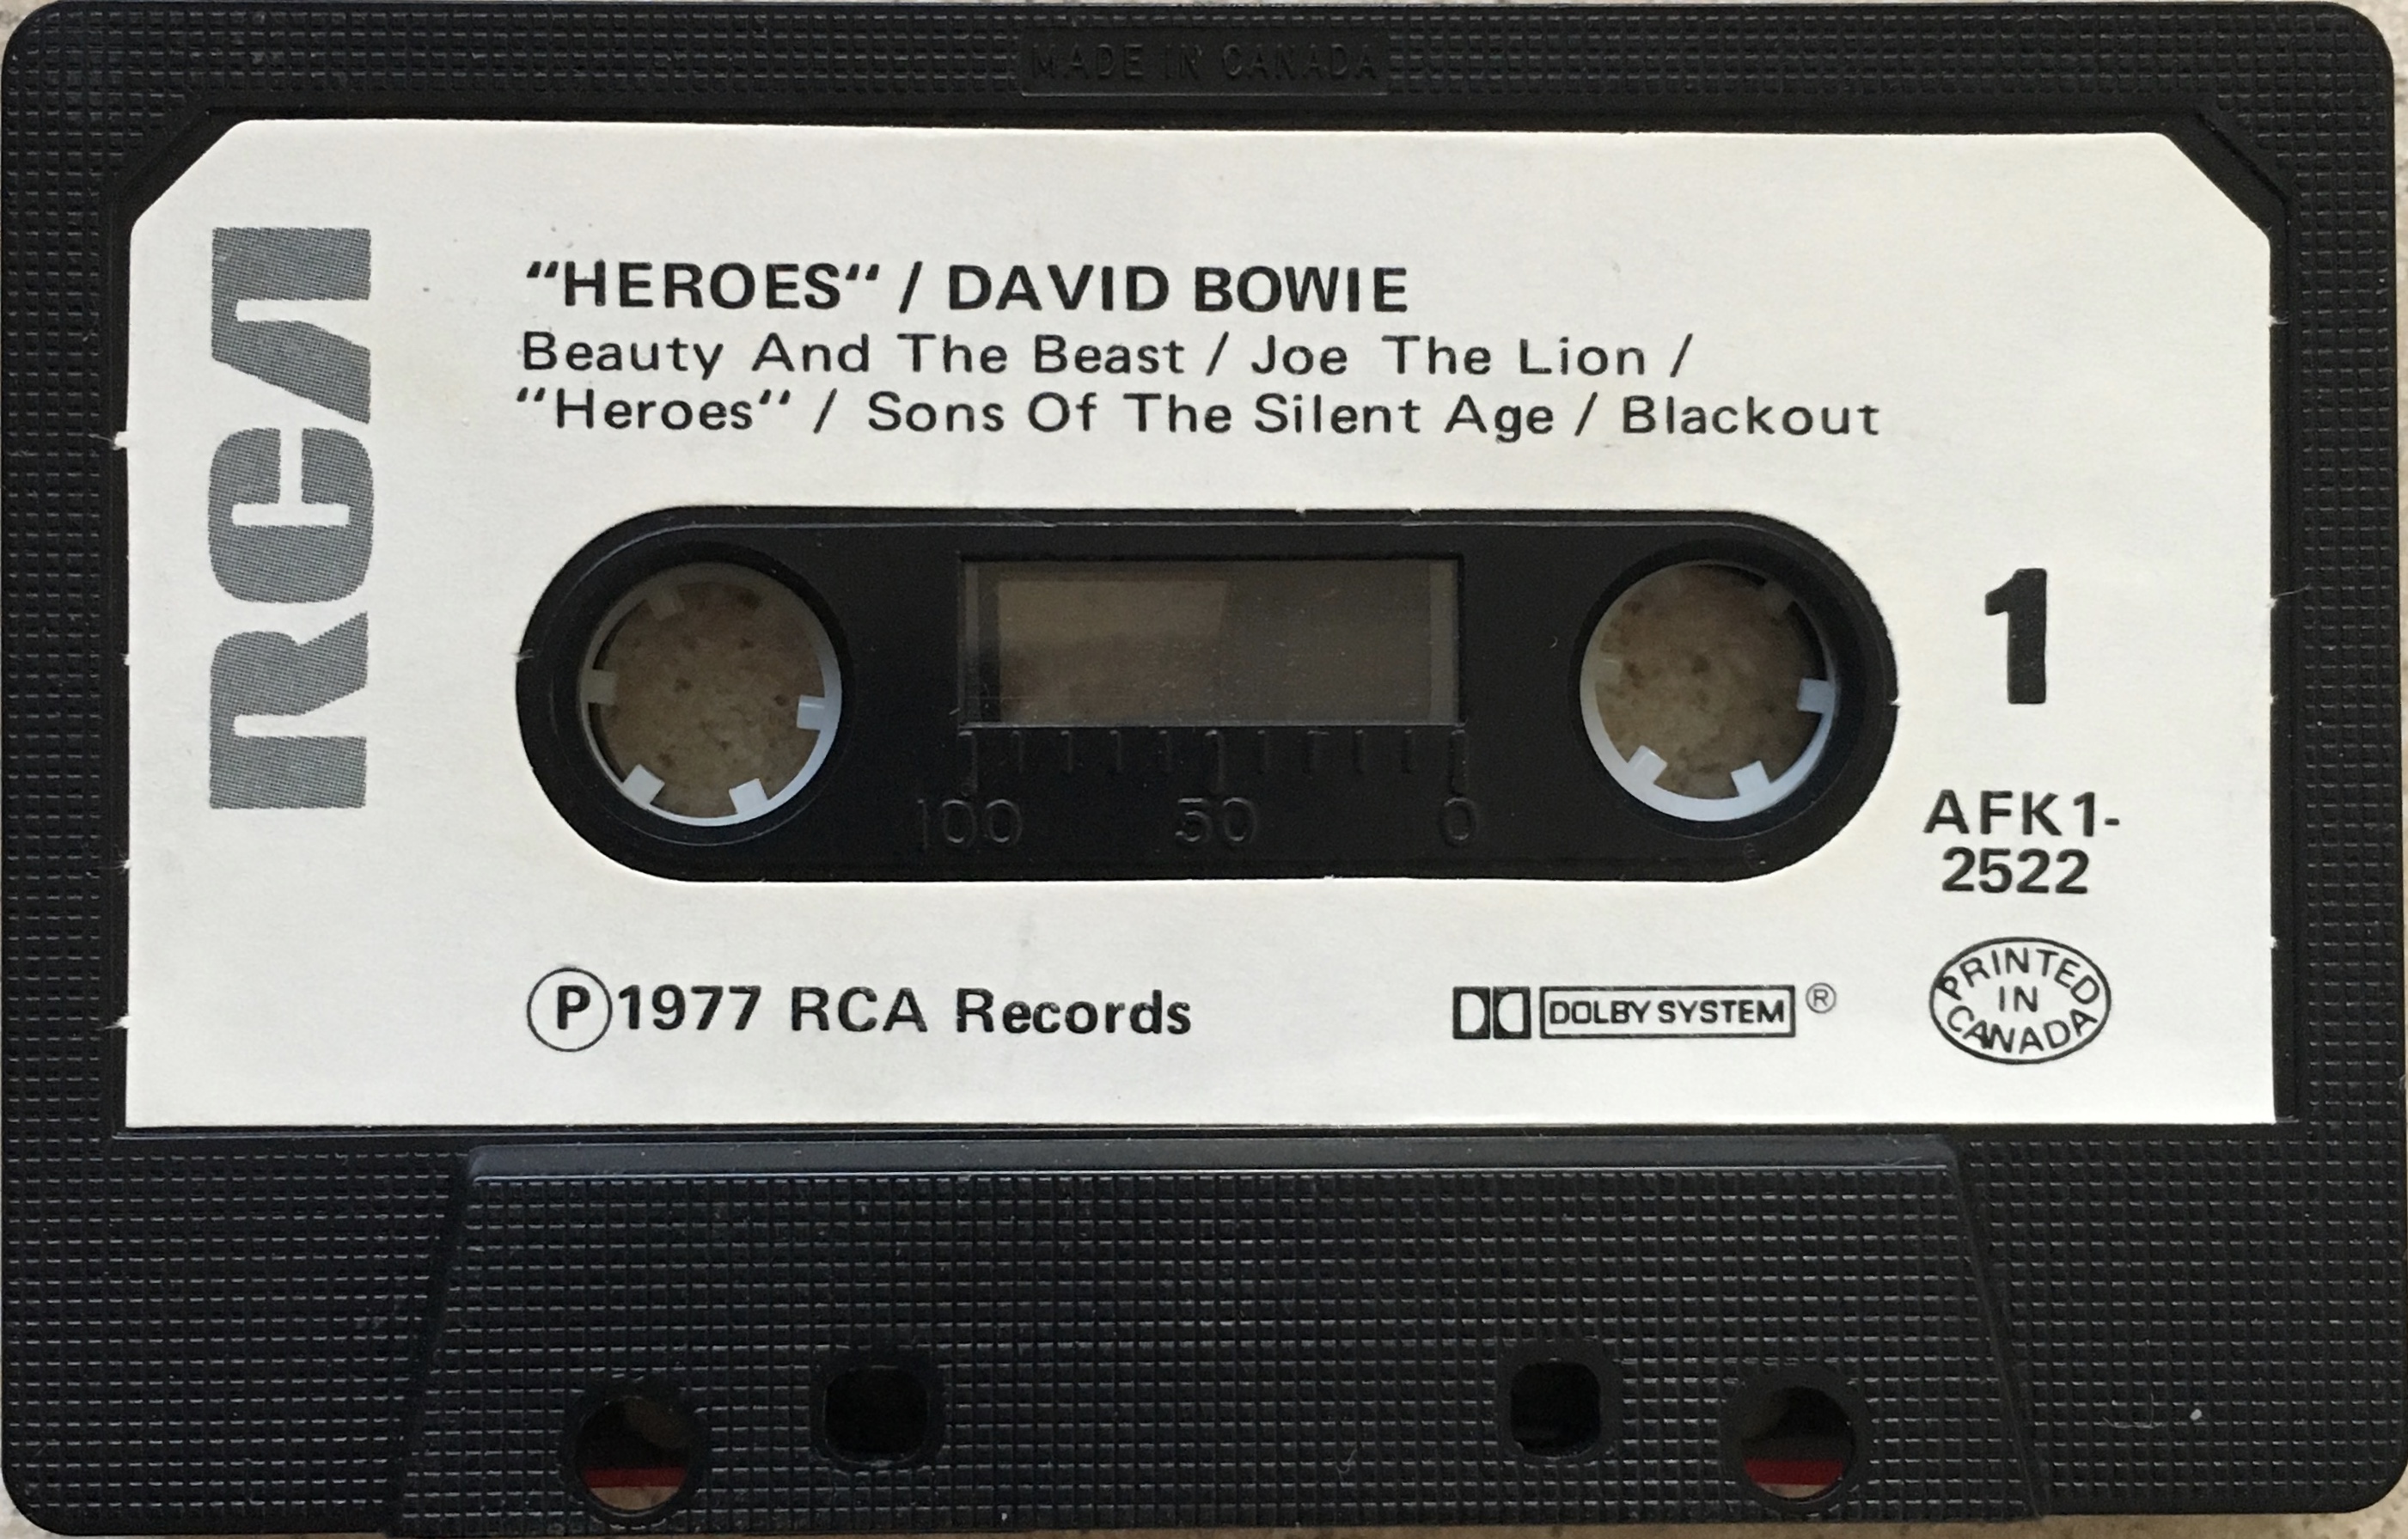 MADE IN CANADA
RCA
“HEROES“ / DAVID BOWIE
Beauty And The Beast / Joe The Lion /
“Heroes“ / Sons Of The Silent Age / Blackout
1
100 50 0
AFK1-
2522
Ⓟ1977 RCA Records
DOLBY SYSTEM ®
PRINTED
IN
CANADA